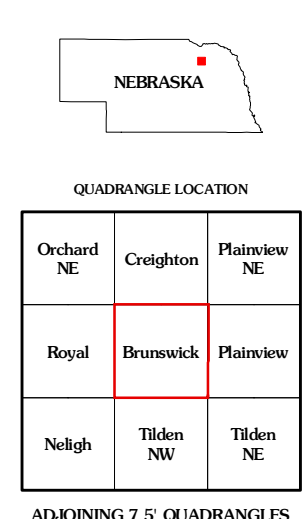 NEBRASKA
QUADRANGLE LOCATION
Orchard NE
Creighton
Plainview NE
Royal
Brunswick
Plainview
Neligh
Tilden NW
Tilden NE
ADJOINING 7.5' QUADRANGLES